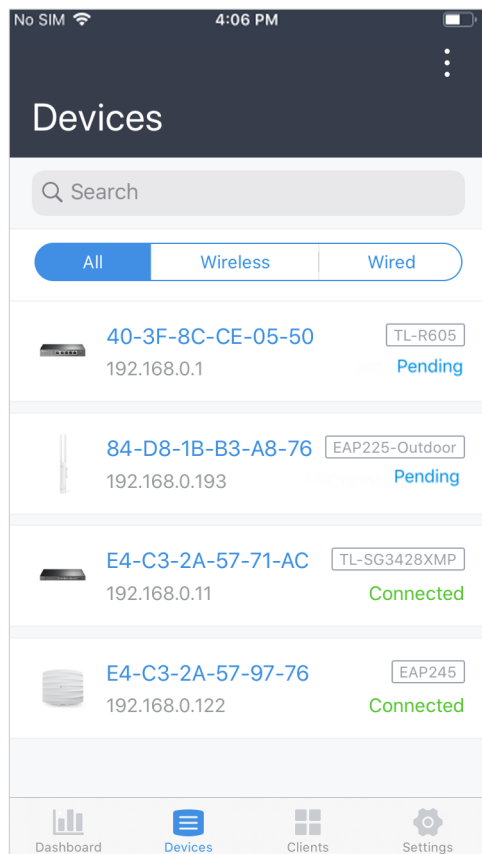 No SIM 4:06 PM
Devices
Search
All Wireless Wired
40-3F-8C-CE-05-50 TL-R605
192.168.0.1 Pending
84-D8-1B-B3-A8-76 EAP225-Outdoor
192.168.0.193 Pending
E4-C3-2A-57-71-AC TL-SG3428XMP
192.168.0.11 Connected
E4-C3-2A-57-97-76 EAP245
192.168.0.122 Connected
Dashboard Devices Clients Settings